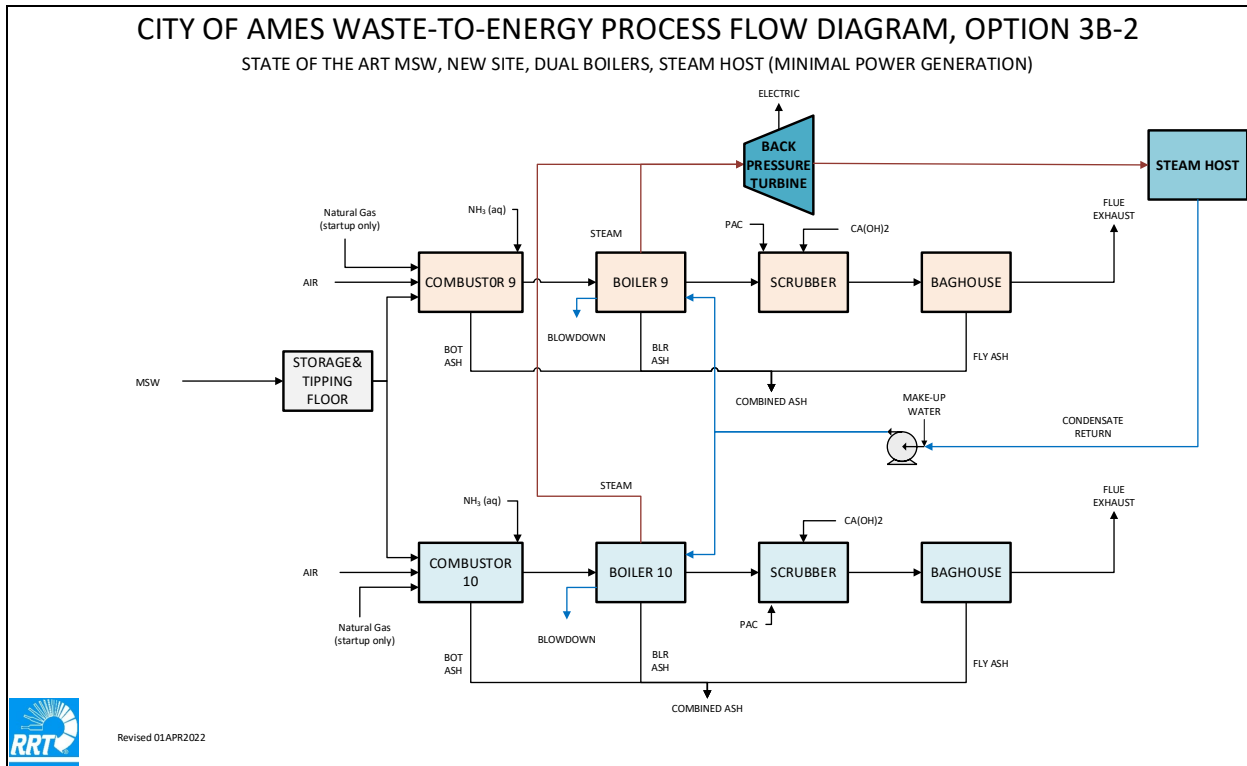 CITY OF AMES WASTE-TO-ENERGY PROCESS FLOW DIAGRAM, OPTION 3B-2
STATE OF THE ART MSW, NEW SITE, DUAL BOILERS, STEAM HOST (MINIMAL POWER GENERATION)
ELECTRIC
BACK
PRESSURE
TURBINE
STEAM HOST
Natural Gas
(startup only)
NH₃ (aq)
STEAM
PAC
CA(OH)2
FLUE
EXHAUST
AIR
COMBUSTOR 9
BOILER 9
SCRUBBER
BAGHOUSE
BLOWDOWN
BOT
ASH
BLR
ASH
FLY ASH
COMBINED ASH
MSW
STORAGE&
TIPPING
FLOOR
MAKE-UP
WATER
CONDENSATE
RETURN
STEAM
NH₃ (aq)
CA(OH)2
FLUE
EXHAUST
AIR
COMBUSTOR
10
BOILER 10
SCRUBBER
BAGHOUSE
Natural Gas
(startup only)
BLOWDOWN
PAC
BOT
ASH
BLR
ASH
FLY ASH
COMBINED ASH
RRT
Revised 01APR2022